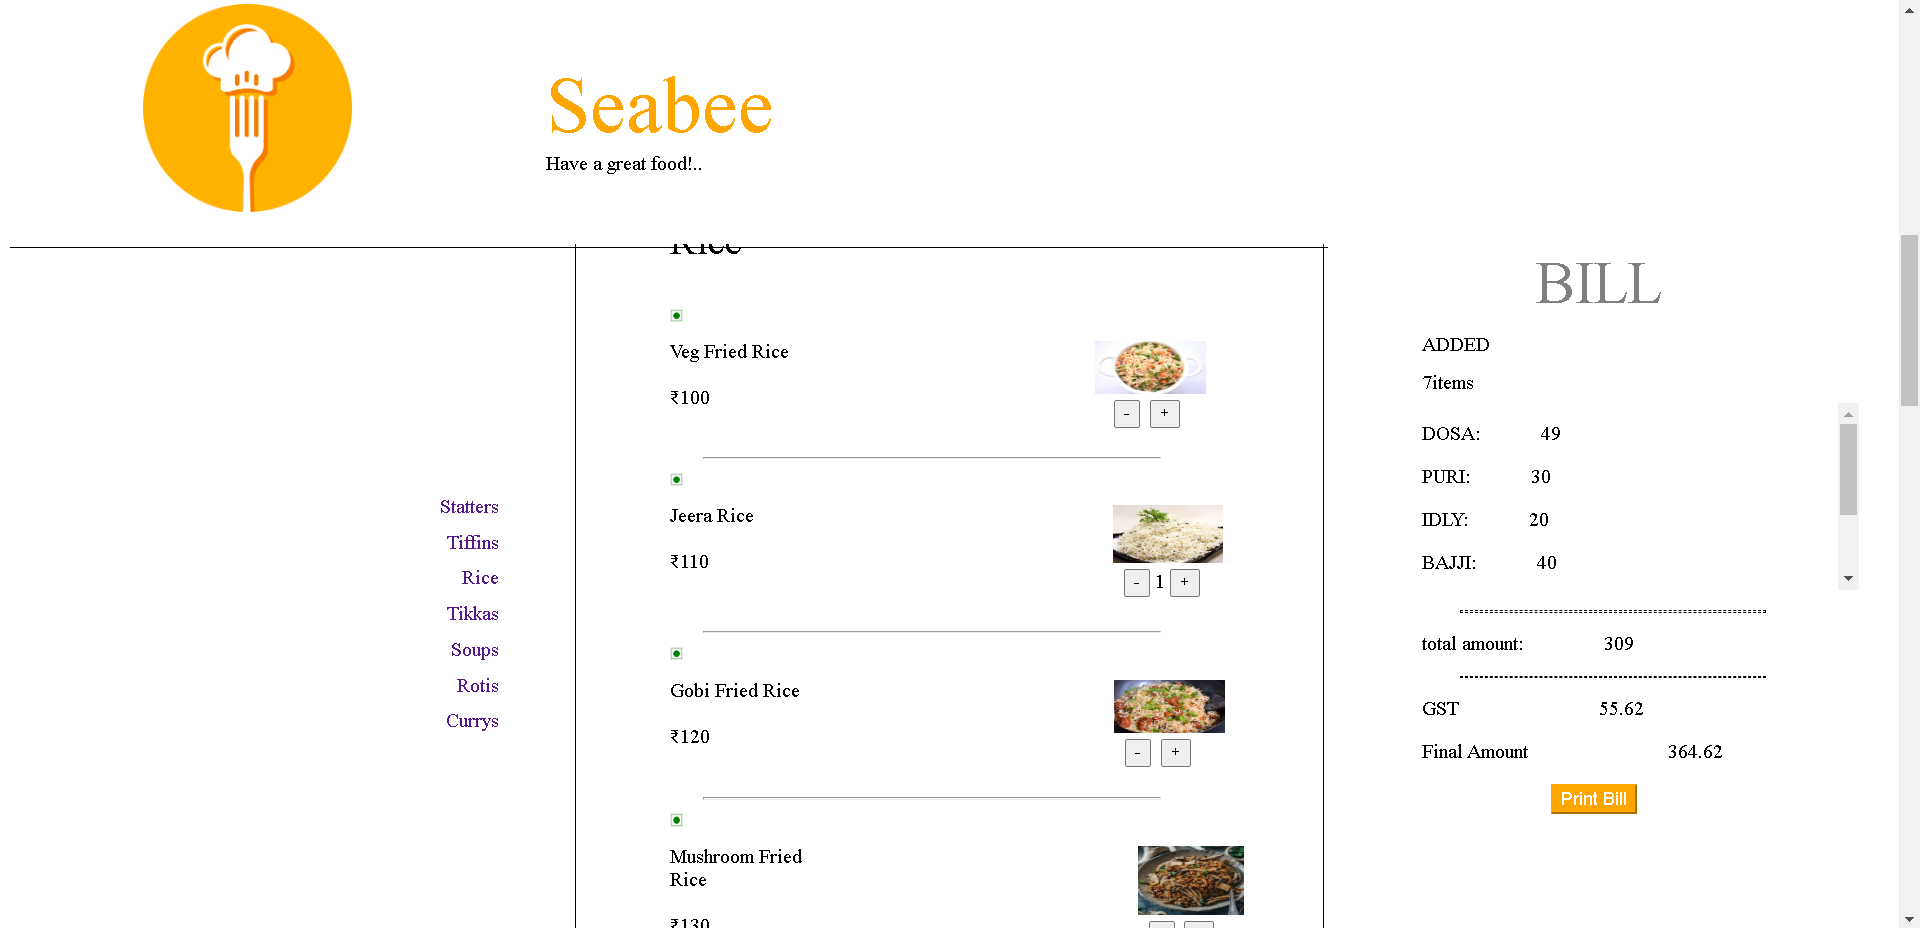 Seabee
Have a great food!..
Statters
Tiffins
Rice
Tikkas
Soups
Rotis
Currys
Rice
Veg Fried Rice
₹100
- +
Jeera Rice
₹110
- 1 +
Gobi Fried Rice
₹120
- +
Mushroom Fried
Rice
₹130
BILL
ADDED
7items
DOSA: 49
PURI: 30
IDLY: 20
BAJJI: 40
total amount: 309
GST 55.62
Final Amount 364.62
Print Bill